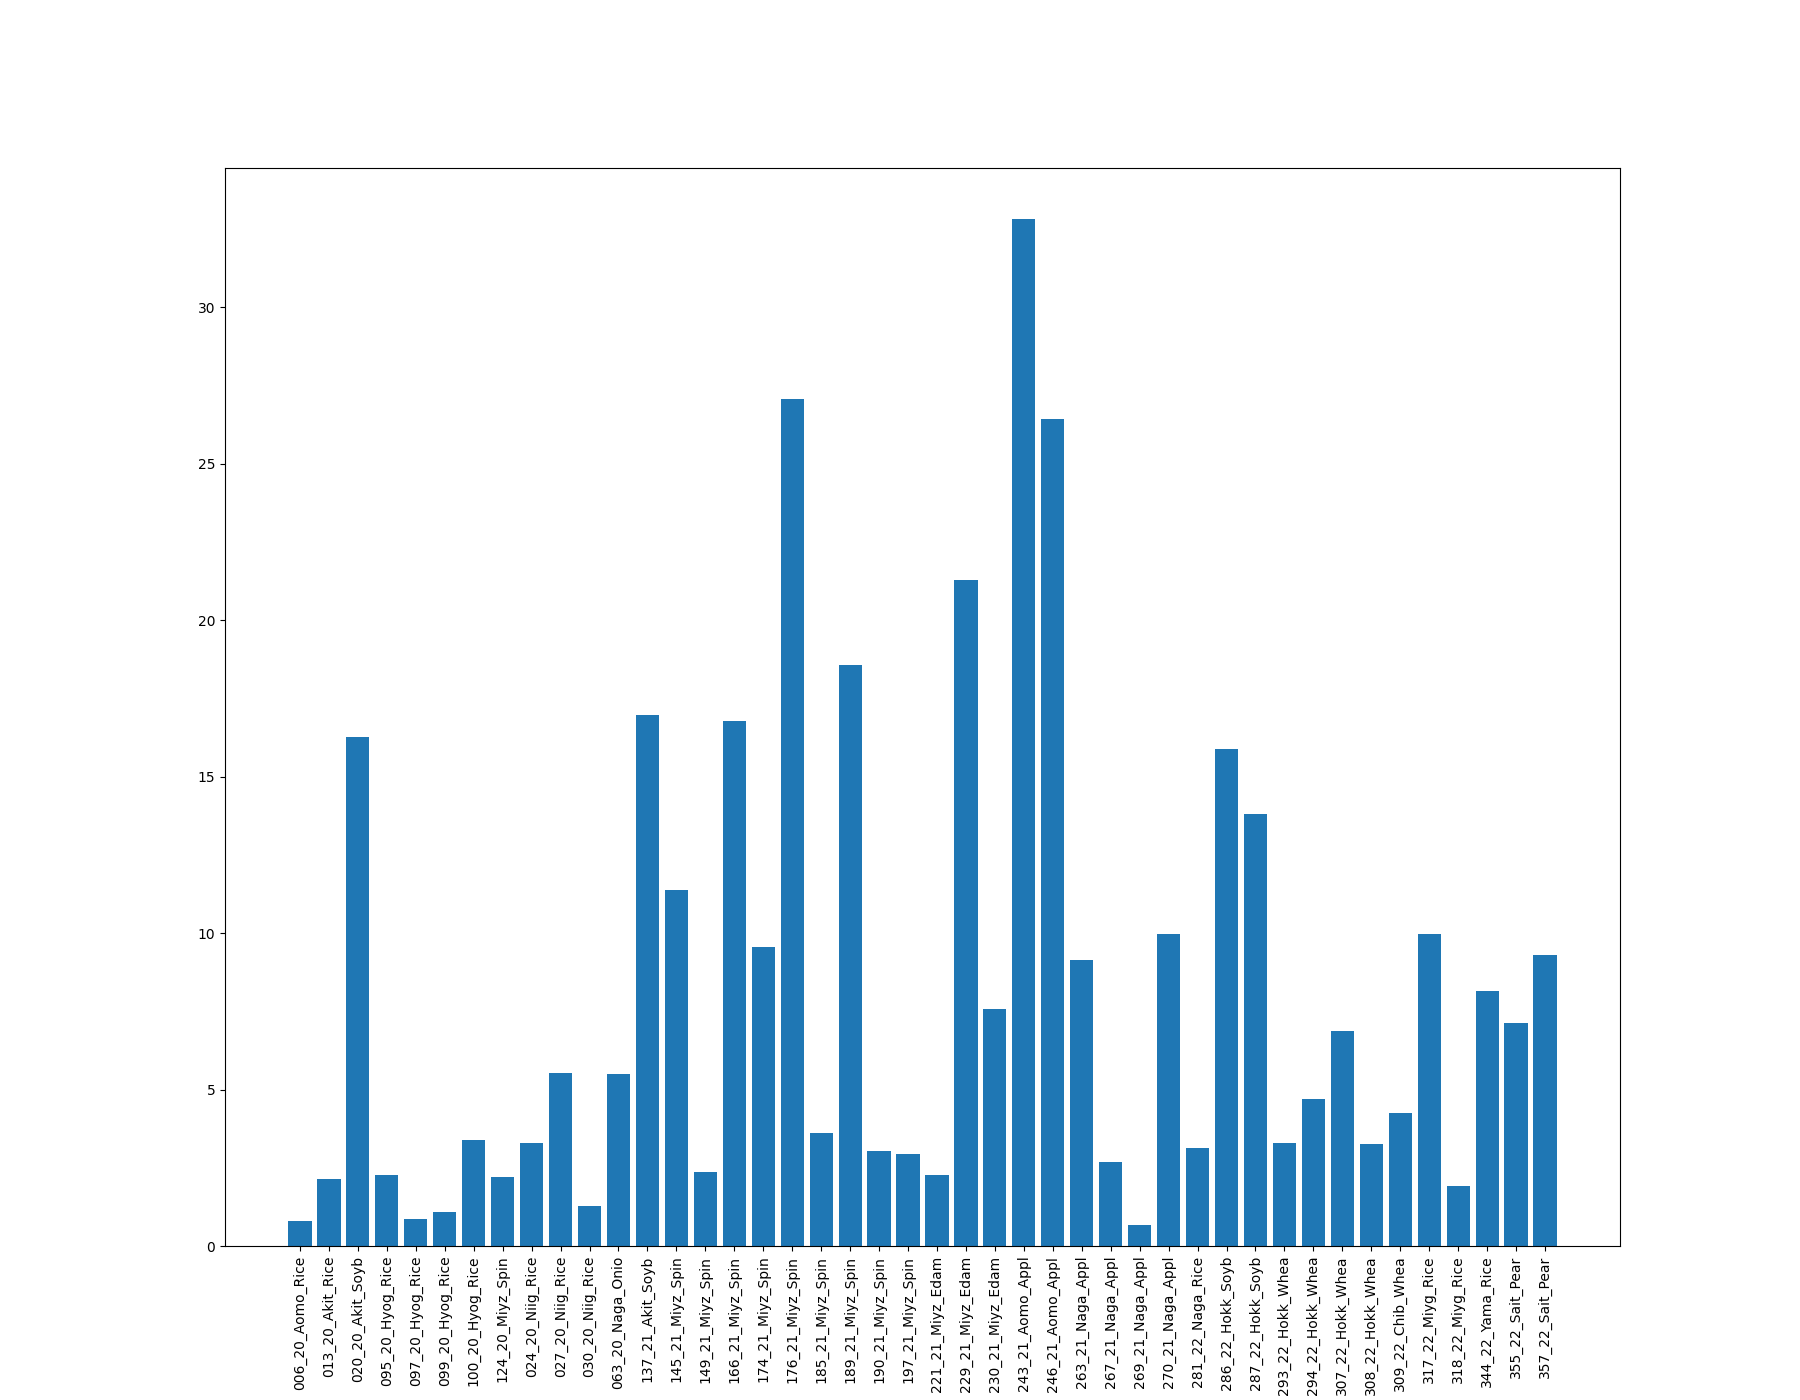 30
25
20
15
10
5
0
006_20_Aomo_Rice
013_20_Akit_Rice
020_20_Akit_Soyb
095_20_Hyog_Rice
097_20_Hyog_Rice
099_20_Hyog_Rice
100_20_Hyog_Rice
124_20_Miyz_Spin
024_20_Niig_Rice
027_20_Niig_Rice
030_20_Niig_Rice
063_20_Naga_Onio
137_21_Akit_Soyb
145_21_Miyz_Spin
149_21_Miyz_Spin
166_21_Miyz_Spin
174_21_Miyz_Spin
176_21_Miyz_Spin
185_21_Miyz_Spin
189_21_Miyz_Spin
190_21_Miyz_Spin
197_21_Miyz_Spin
221_21_Miyz_Edam
229_21_Miyz_Edam
230_21_Miyz_Edam
243_21_Aomo_Appl
246_21_Aomo_Appl
263_21_Naga_Appl
267_21_Naga_Appl
269_21_Naga_Appl
270_21_Naga_Appl
281_22_Naga_Rice
286_22_Hokk_Soyb
287_22_Hokk_Soyb
293_22_Hokk_Whea
294_22_Hokk_Whea
307_22_Hokk_Whea
308_22_Hokk_Whea
309_22_Chib_Whea
317_22_Miyg_Rice
318_22_Miyg_Rice
344_22_Yama_Rice
355_22_Sait_Pear
357_22_Sait_Pear